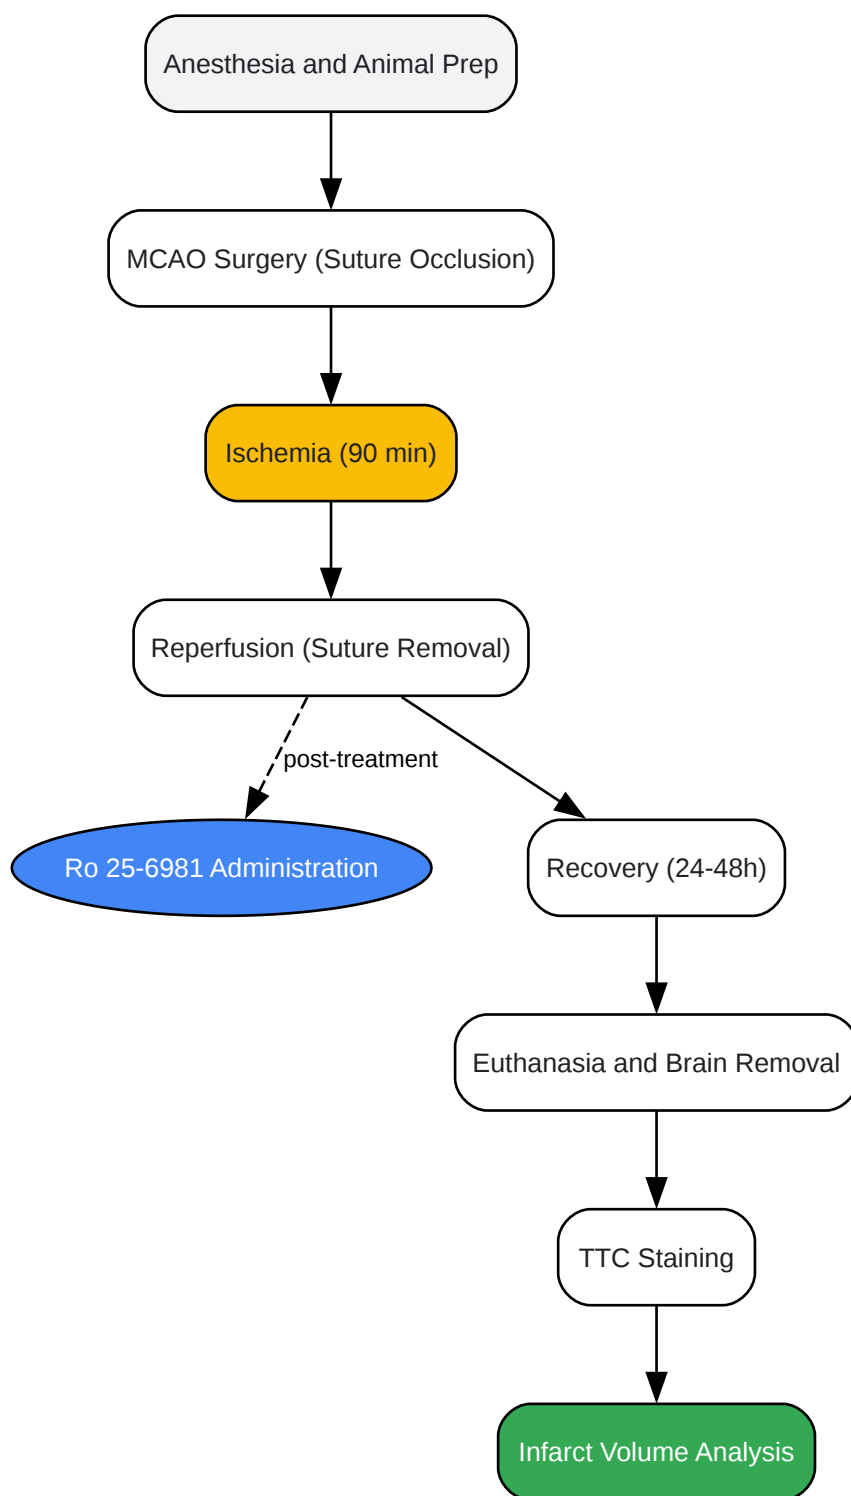 Anesthesia and Animal Prep
MCAO Surgery (Suture Occlusion)
Ischemia (90 min)
Reperfusion (Suture Removal)
post-treatment
Ro 25-6981 Administration
Recovery (24-48h)
Euthanasia and Brain Removal
TTC Staining
Infarct Volume Analysis